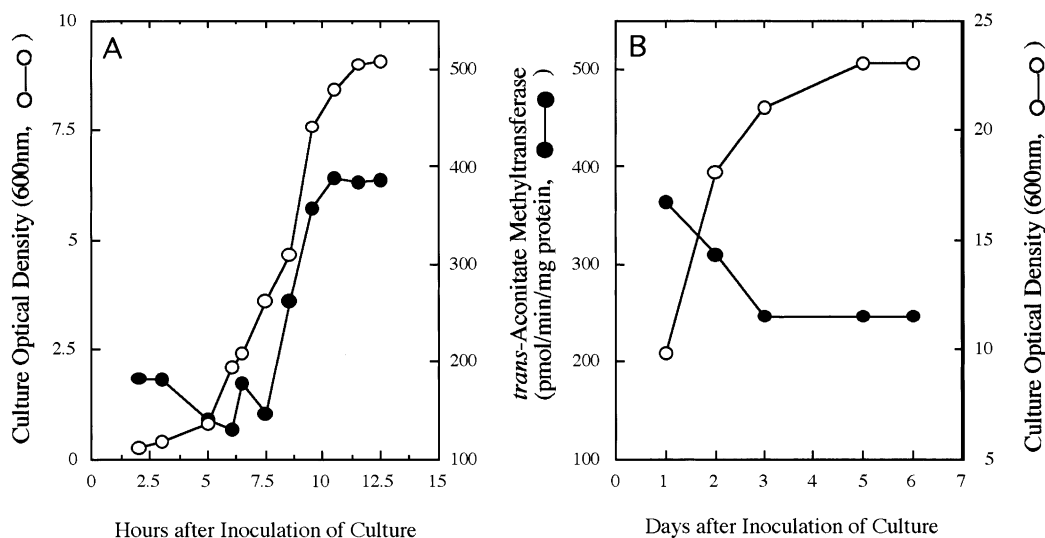 A
Culture Optical Density (600nm, )
10
7.5
5
2.5
0
500
400
300
200
100
0 2.5 5 7.5 10 12.5 15
Hours after Inoculation of Culture
B
trans-Aconitate Methyltransferase
(pmol/min/mg protein, )
500
400
300
200
100
25
20
15
10
5
0 1 2 3 4 5 6 7
Days after Inoculation of Culture
Culture Optical Density (600nm, )